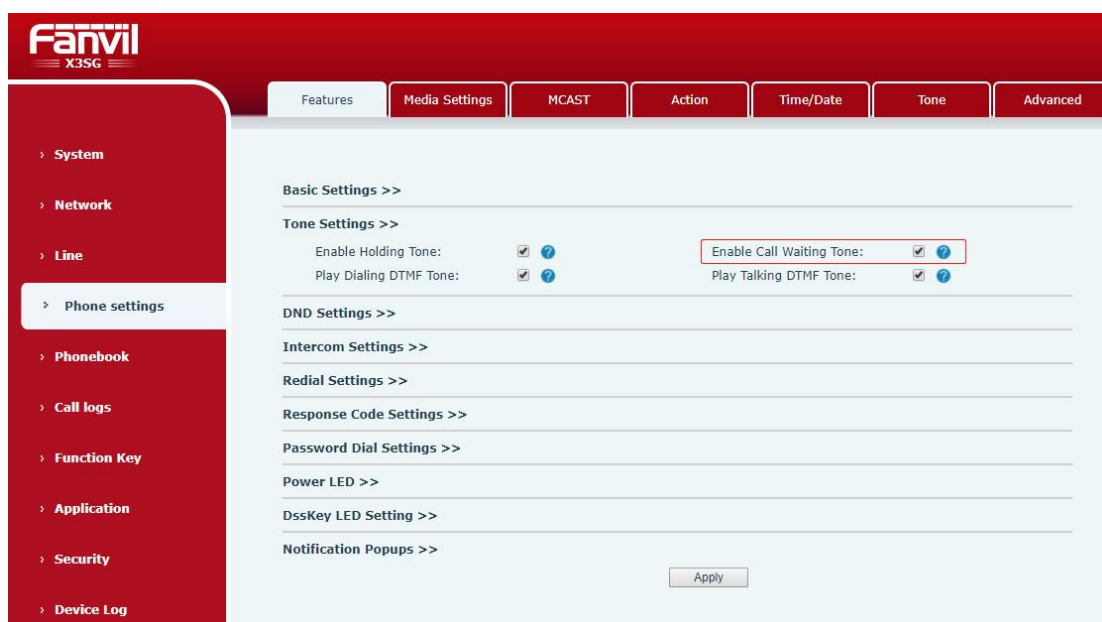 Fanvil
X3SG
Features Media Settings MCAST Action Time/Date Tone Advanced
› System
› Network
› Line
› Phone settings
› Phonebook
› Call logs
› Function Key
› Application
› Security
› Device Log
Basic Settings >>
Tone Settings >>
Enable Holding Tone: ? Enable Call Waiting Tone: ?
Play Dialing DTMF Tone: ? Play Talking DTMF Tone: ?
DND Settings >>
Intercom Settings >>
Redial Settings >>
Response Code Settings >>
Password Dial Settings >>
Power LED >>
DssKey LED Setting >>
Notification Popups >>
Apply